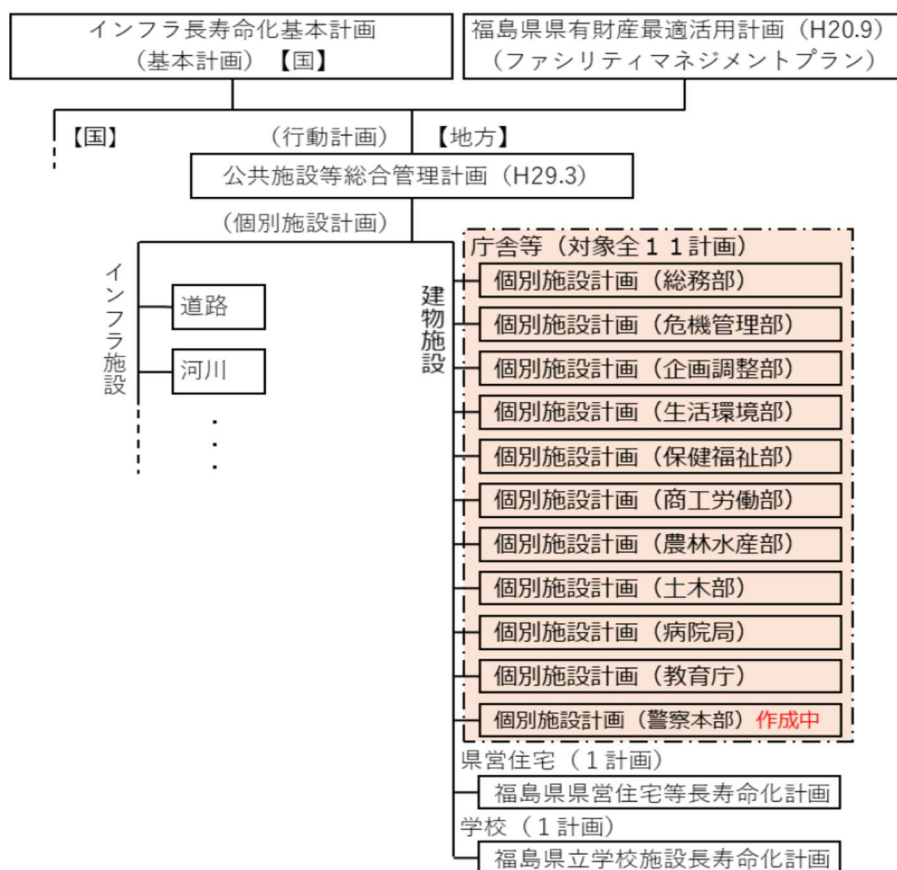 インフラ長寿命化基本計画
（基本計画）【国】
福島県県有財産最適活用計画（H20.9）
（ファシリティマネジメントプラン）
【国】
（行動計画）
【地方】
公共施設等総合管理計画（H29.3）
（個別施設計画）
インフラ施設
道路
河川
・
・
・
建物施設
庁舎等（対象全１１計画）
個別施設計画（総務部）
個別施設計画（危機管理部）
個別施設計画（企画調整部）
個別施設計画（生活環境部）
個別施設計画（保健福祉部）
個別施設計画（商工労働部）
個別施設計画（農林水産部）
個別施設計画（土木部）
個別施設計画（病院局）
個別施設計画（教育庁）
個別施設計画（警察本部）作成中
県営住宅（１計画）
福島県県営住宅等長寿命化計画
学校（１計画）
福島県立学校施設長寿命化計画